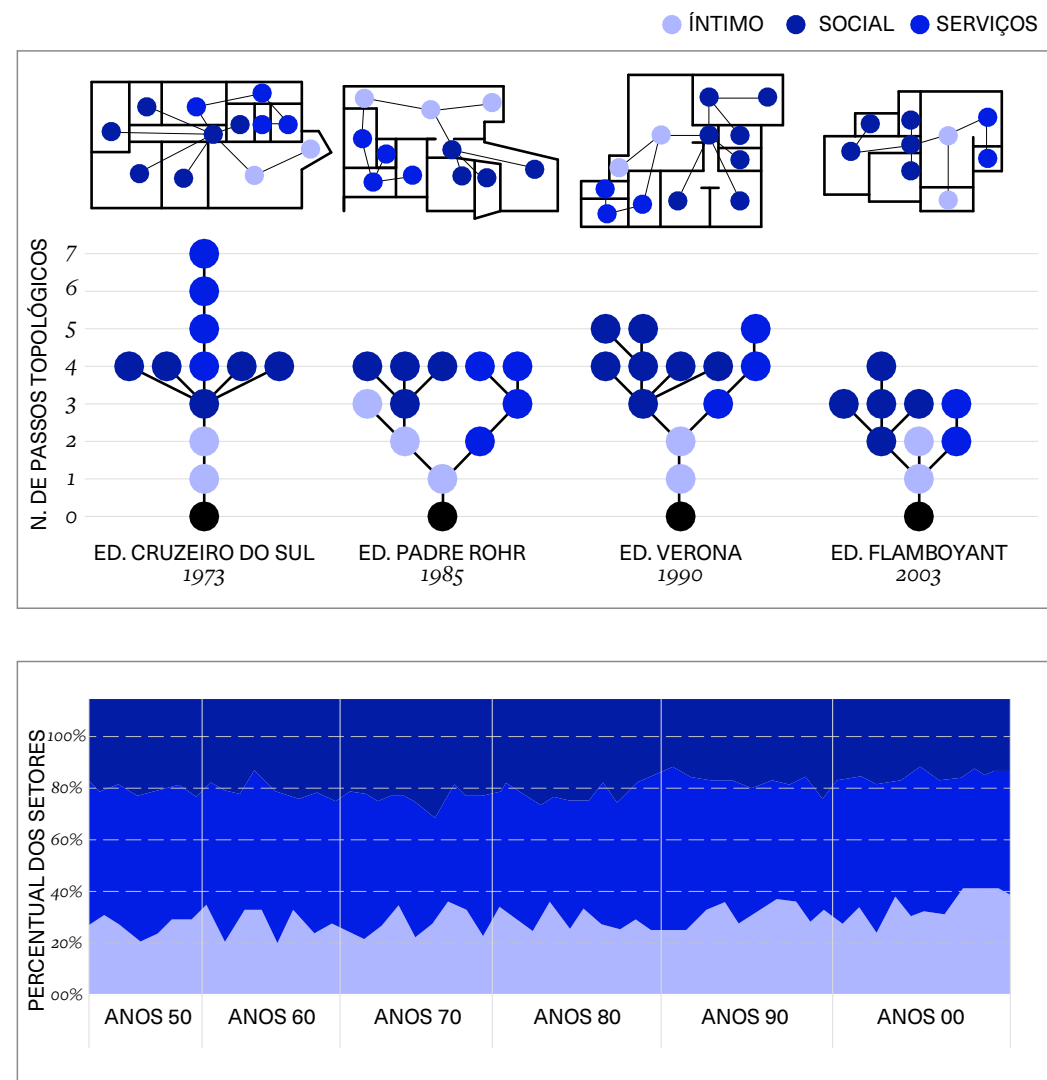 ÍNTIMO SOCIAL SERVIÇOS
N. DE PASSOS TOPOLÓGICOS
7
6
5
4
3
2
1
0
ED. CRUZEIRO DO SUL
1973
ED. PADRE ROHR
1985
ED. VERONA
1990
ED. FLAMBOYANT
2003
PERCENTUAL DOS SETORES
100%
80%
60%
40%
20%
00%
ANOS 50 ANOS 60 ANOS 70 ANOS 80 ANOS 90 ANOS 00